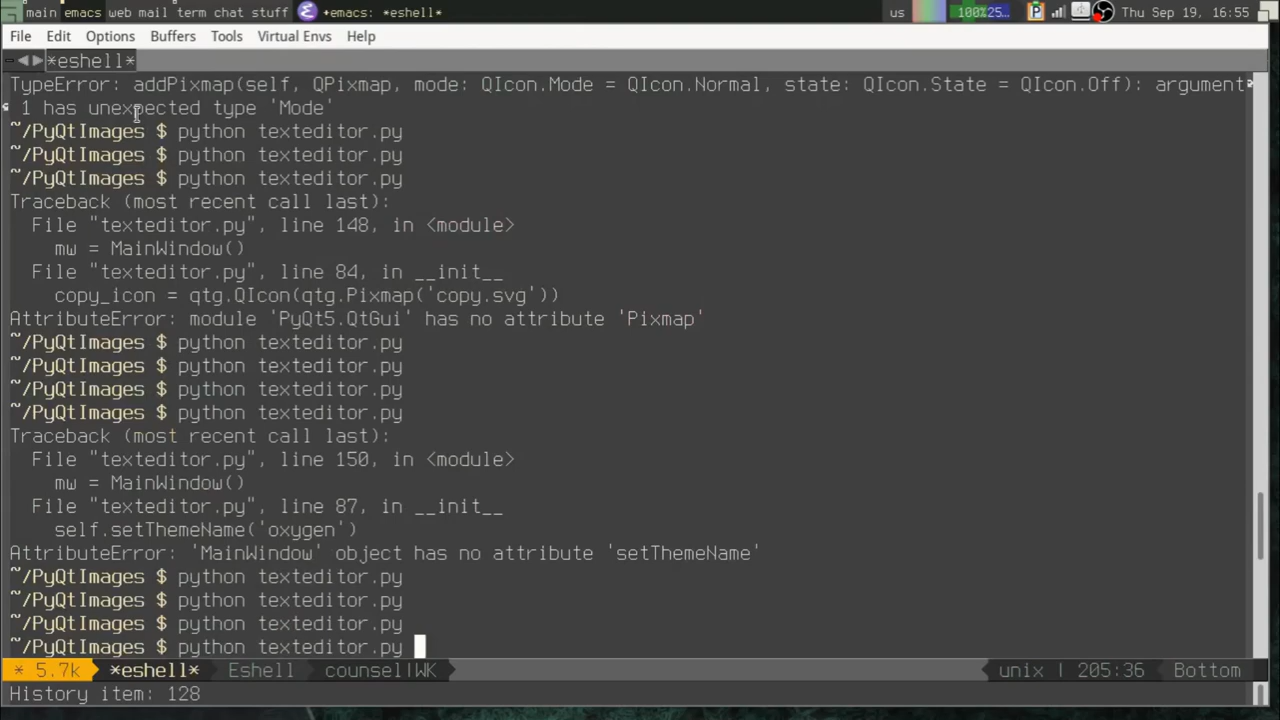 main emacs web mail term chat stuff +emacs: *eshell* us 100%25... Thu Sep 19, 16:55
File Edit Options Buffers Tools Virtual Envs Help
*eshell*
TypeError: addPixmap(self, QPixmap, mode: QIcon.Mode = QIcon.Normal, state: QIcon.State = QIcon.Off): argument
1 has unexpected type 'Mode'
~/PyQtImages $ python texteditor.py
~/PyQtImages $ python texteditor.py
~/PyQtImages $ python texteditor.py
Traceback (most recent call last):
File "texteditor.py", line 148, in <module>
mw = MainWindow()
File "texteditor.py", line 84, in __init__
copy_icon = qtg.QIcon(qtg.Pixmap('copy.svg'))
AttributeError: module 'PyQt5.QtGui' has no attribute 'Pixmap'
~/PyQtImages $ python texteditor.py
~/PyQtImages $ python texteditor.py
~/PyQtImages $ python texteditor.py
~/PyQtImages $ python texteditor.py
Traceback (most recent call last):
File "texteditor.py", line 150, in <module>
mw = MainWindow()
File "texteditor.py", line 87, in __init__
self.setThemeName('oxygen')
AttributeError: 'MainWindow' object has no attribute 'setThemeName'
~/PyQtImages $ python texteditor.py
~/PyQtImages $ python texteditor.py
~/PyQtImages $ python texteditor.py
~/PyQtImages $ python texteditor.py
* 5.7k *eshell* Eshell counsel|WK unix | 205:36 Bottom
History item: 128